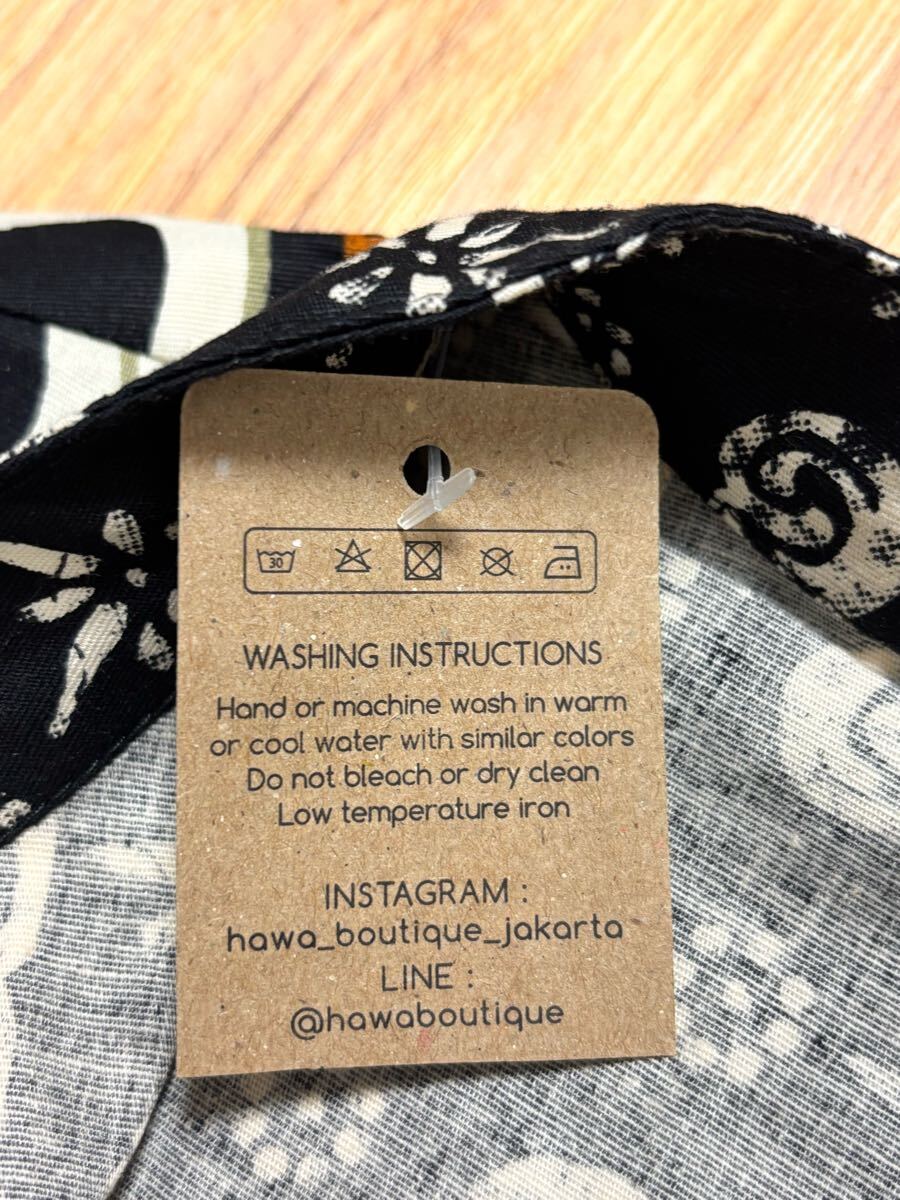 30
WASHING INSTRUCTIONS
Hand or machine wash in warm
or cool water with similar colors
Do not bleach or dry clean
Low temperature iron
INSTAGRAM :
hawa_boutique_jakarta
LINE :
@hawaboutique